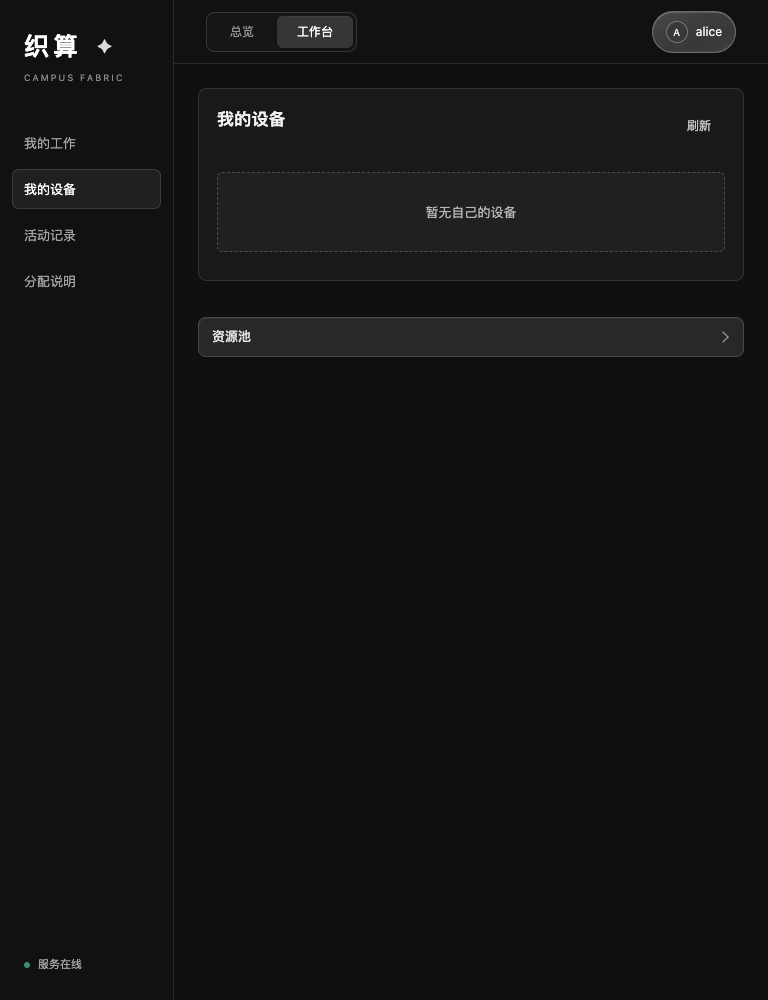 织算
CAMPUS FABRIC
我的工作
我的设备
活动记录
分配说明
服务在线
总览
工作台
A alice
我的设备
刷新
暂无自己的设备
资源池